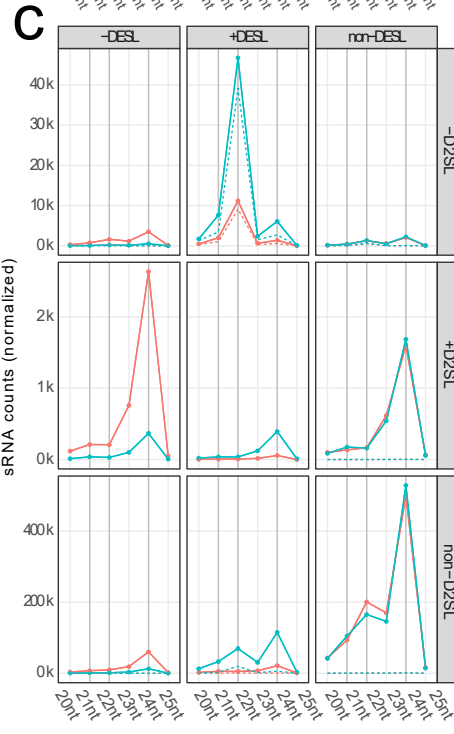 C
−DESL +DESL non−DESL
40k
30k
20k
10k
0k
−D2SL
2k
1k
0k
+D2SL
400k
200k
0k
non−D2SL
sRNA counts (normalized)
20nt 21nt 22nt 23nt 24nt 25nt 20nt 21nt 22nt 23nt 24nt 25nt 20nt 21nt 22nt 23nt 24nt 25nt